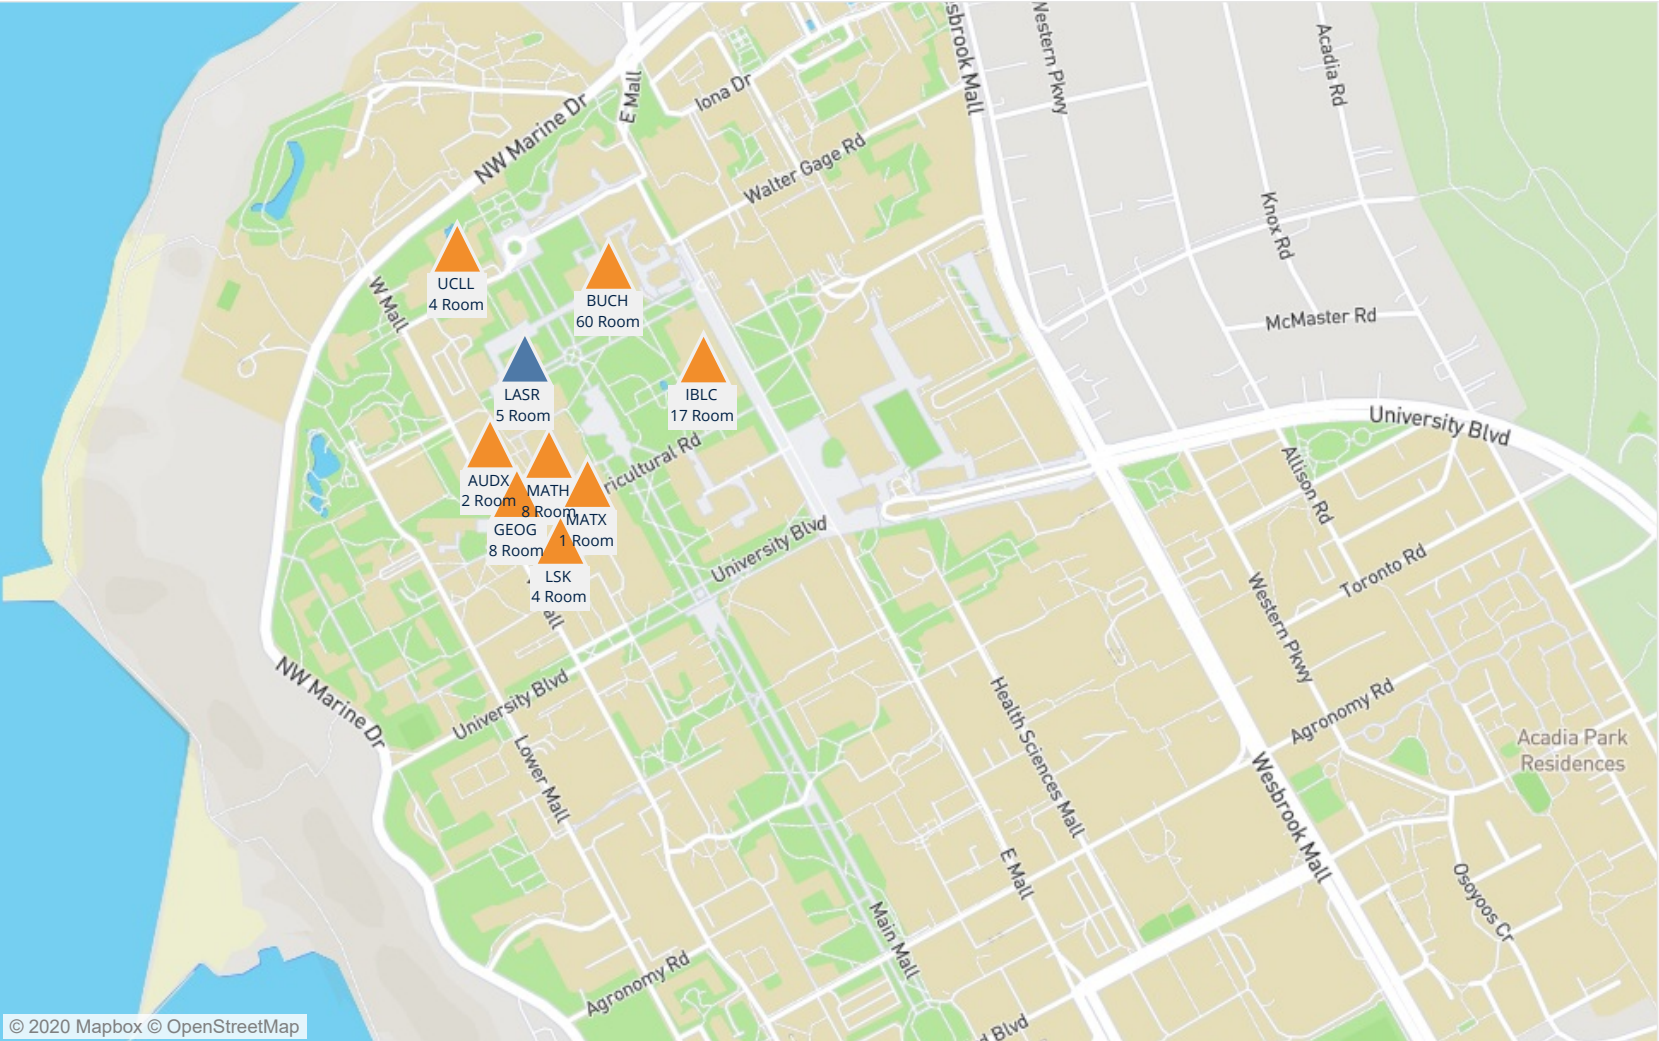 sbrook Mall
Western Pkwy
Acadia Rd
E Mall
Iona Dr
NW Marine Dr
Walter Gage Rd
Knox Rd
W Mall
UCLL
4 Room
BUCH
60 Room
McMaster Rd
LASR
5 Room
IBLC
17 Room
University Blvd
ricultural Rd
Allison Rd
AUDX
2 Room
MATH
8 Room
MATX
1 Room
GEOG
8 Room
LSK
4 Room
all
University Blvd
Toronto Rd
Western Pkwy
NW Marine Dr
University Blvd
Health Sciences Mall
Agronomy Rd
Acadia Park
Residences
Lower Mall
Wesbrook Mall
E Mall
Osoyoos Cr
Main Mall
Agronomy Rd
d Blvd
© 2020 Mapbox © OpenStreetMap